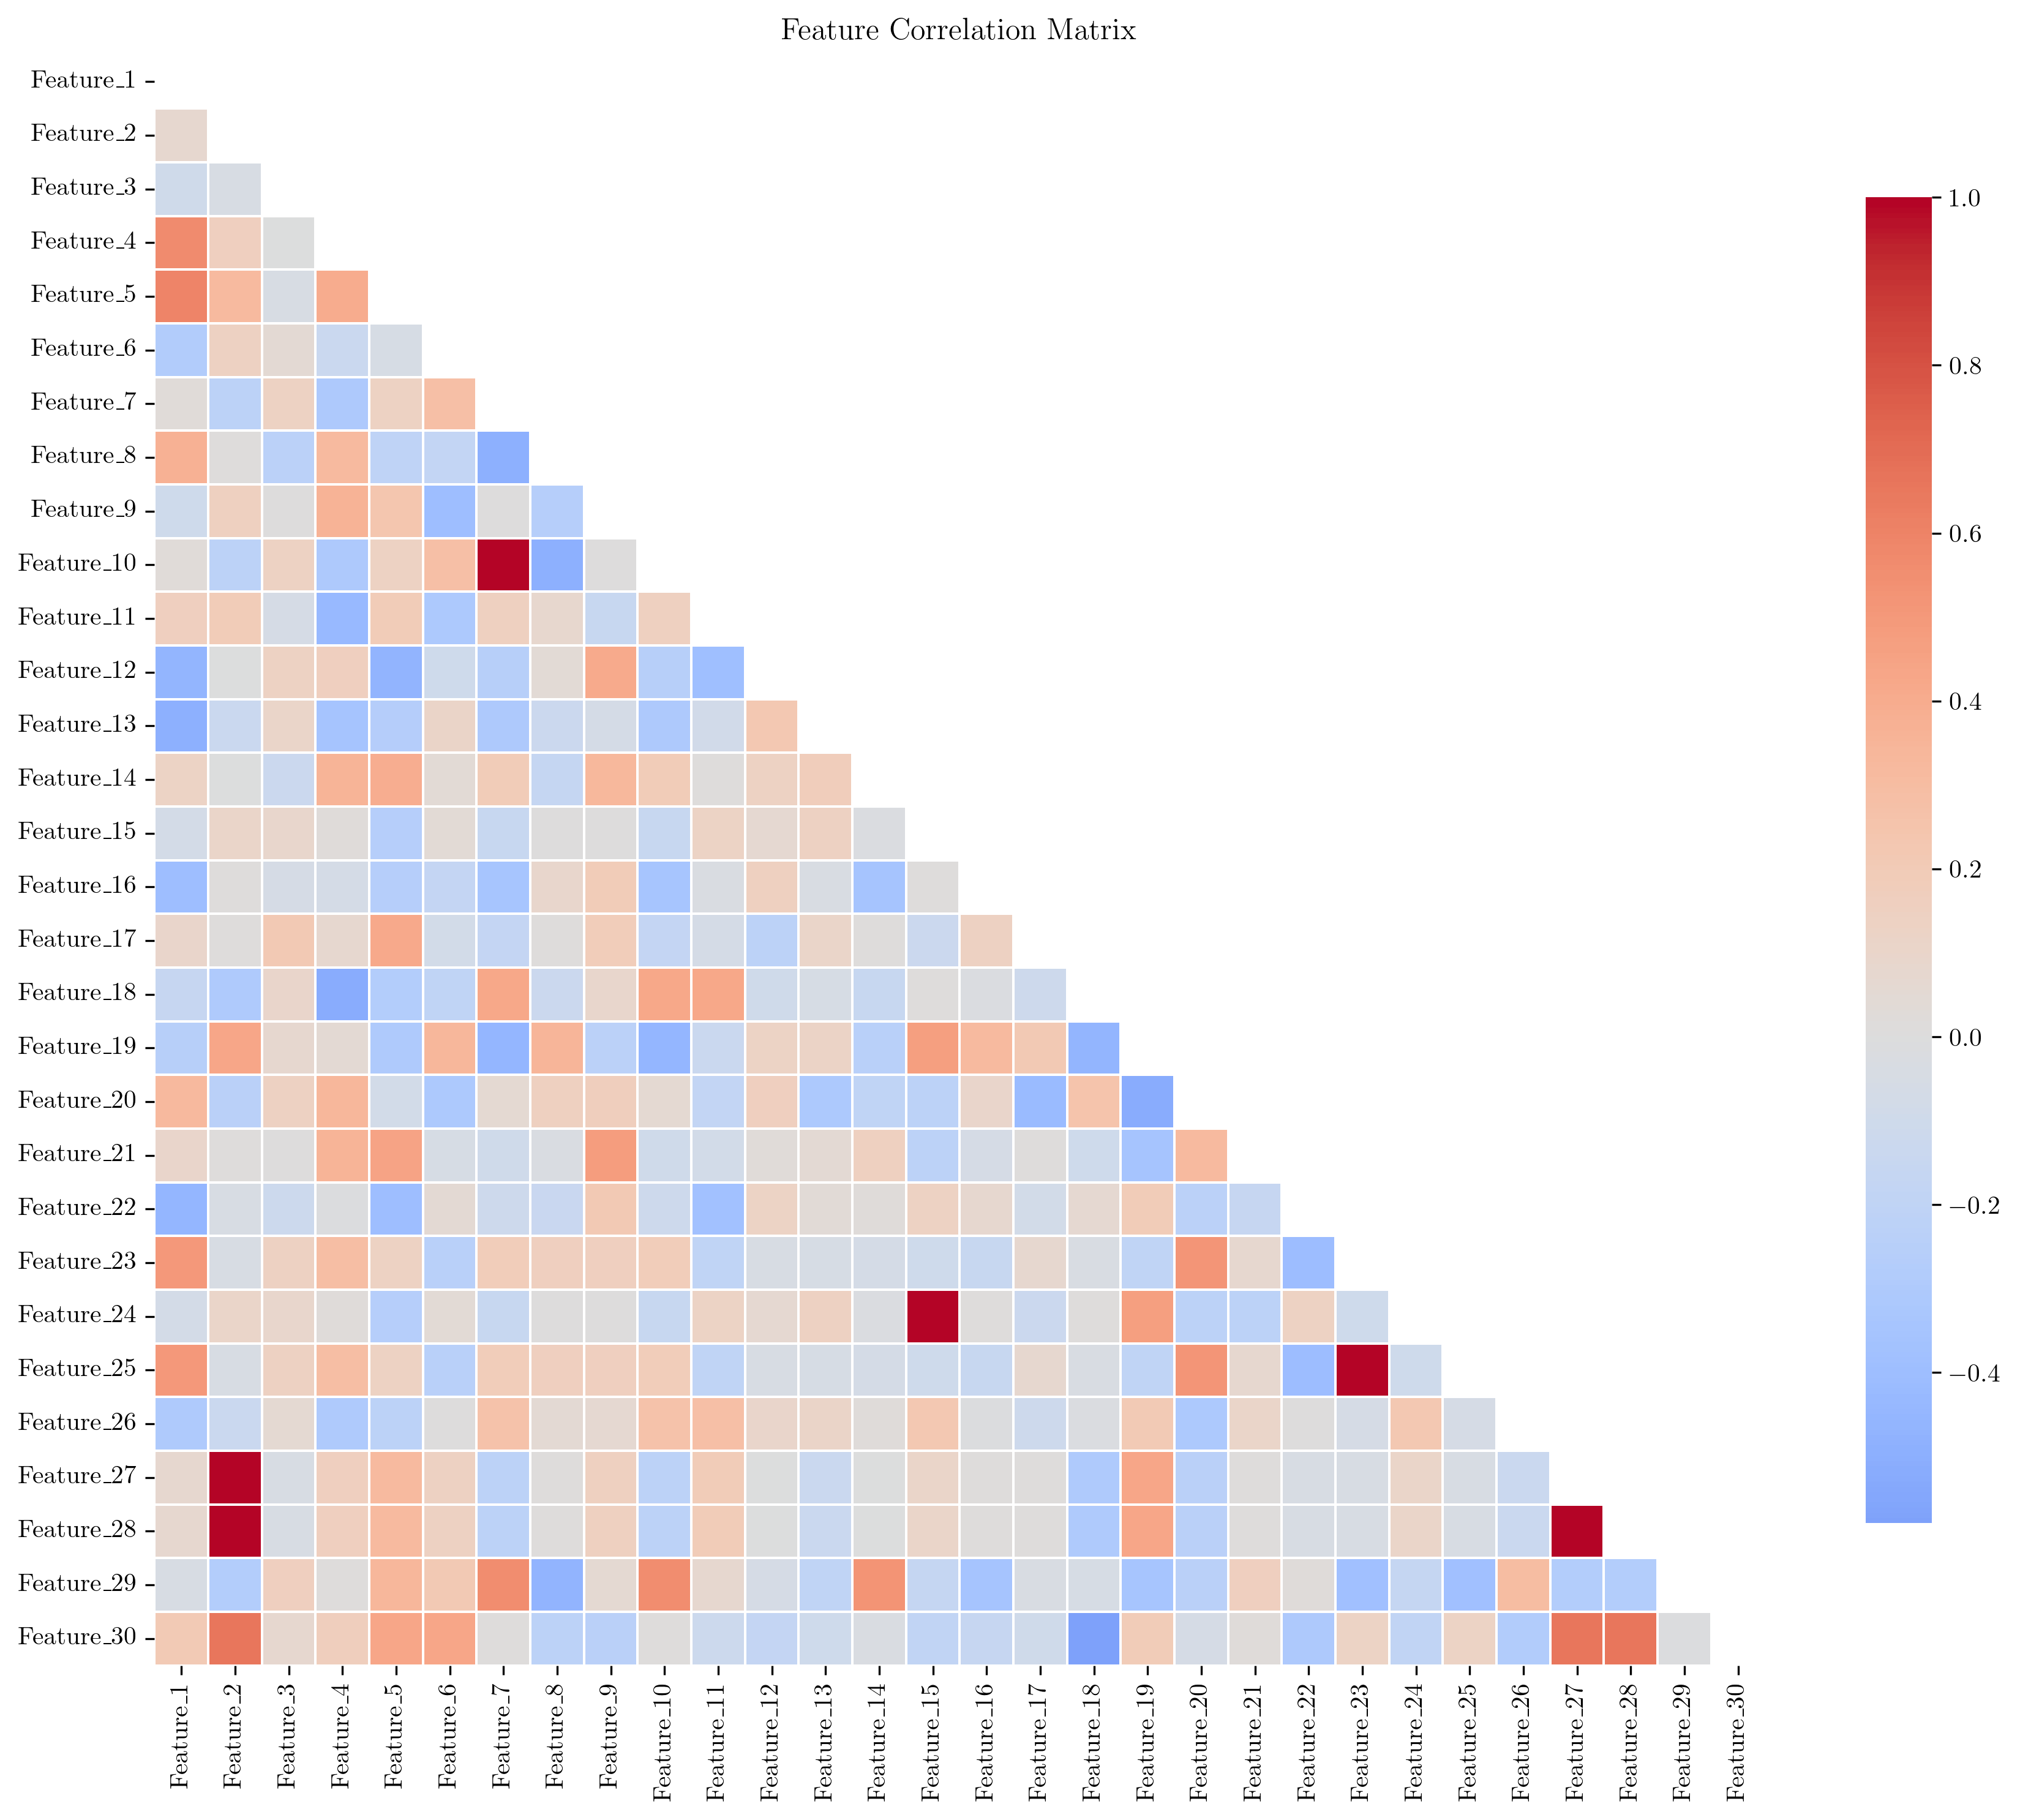 Feature Correlation Matrix
Feature_1
Feature_2
Feature_3
Feature_4
Feature_5
Feature_6
Feature_7
Feature_8
Feature_9
Feature_10
Feature_11
Feature_12
Feature_13
Feature_14
Feature_15
Feature_16
Feature_17
Feature_18
Feature_19
Feature_20
Feature_21
Feature_22
Feature_23
Feature_24
Feature_25
Feature_26
Feature_27
Feature_28
Feature_29
Feature_30
Feature_1
Feature_2
Feature_3
Feature_4
Feature_5
Feature_6
Feature_7
Feature_8
Feature_9
Feature_10
Feature_11
Feature_12
Feature_13
Feature_14
Feature_15
Feature_16
Feature_17
Feature_18
Feature_19
Feature_20
Feature_21
Feature_22
Feature_23
Feature_24
Feature_25
Feature_26
Feature_27
Feature_28
Feature_29
Feature_30
1.0
0.8
0.6
0.4
0.2
0.0
−0.2
−0.4